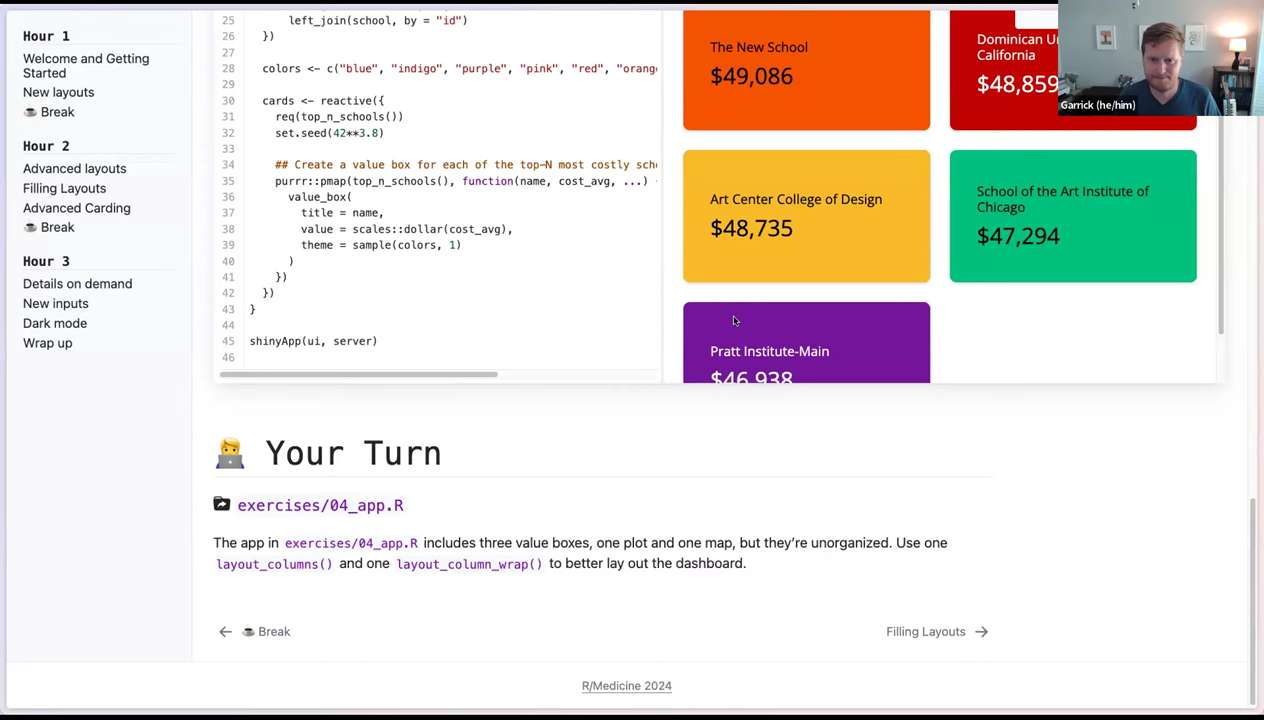 Hour 1
Welcome and Getting
Started
New layouts
Break
Hour 2
Advanced layouts
Filling Layouts
Advanced Carding
Break
Hour 3
Details on demand
New inputs
Dark mode
Wrap up
25 left_join(school, by = "id")
26 })
27
28 colors <- c("blue", "indigo", "purple", "pink", "red", "orang
29
30 cards <- reactive({
31 req(top_n_schools())
32 set.seed(42**3.8)
33
34 ## Create a value box for each of the top-N most costly scho
35 purrr::pmap(top_n_schools(), function(name, cost_avg, ...)
36 value_box(
37 title = name,
38 value = scales::dollar(cost_avg),
39 theme = sample(colors, 1)
40 )
41 })
42 })
43 }
44
45 shinyApp(ui, server)
46
The New School
$49,086
Dominican Un
California
$48,859
Garrick (he/him)
Art Center College of Design
$48,735
School of the Art Institute of
Chicago
$47,294
Pratt Institute-Main
$46,938
Your Turn
exercises/04_app.R
The app in exercises/04_app.R includes three value boxes, one plot and one map, but they're unorganized. Use one
layout_columns() and one layout_column_wrap() to better lay out the dashboard.
Break
Filling Layouts
R/Medicine 2024